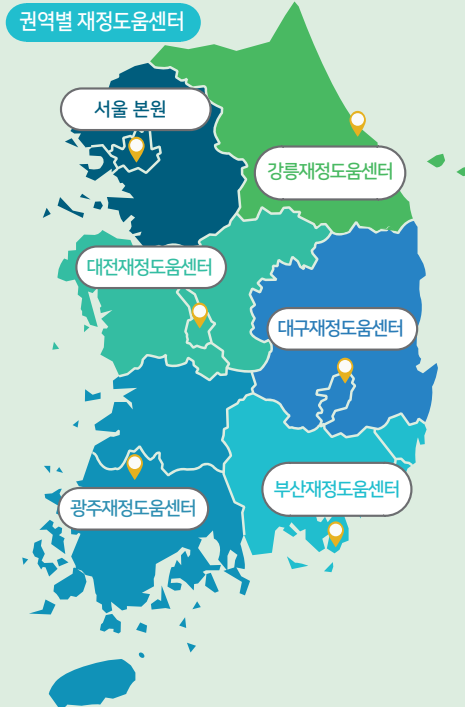 권역별 재정도움센터
서울 본원
강릉재정도움센터
대전재정도움센터
대구재정도움센터
광주재정도움센터
부산재정도움센터